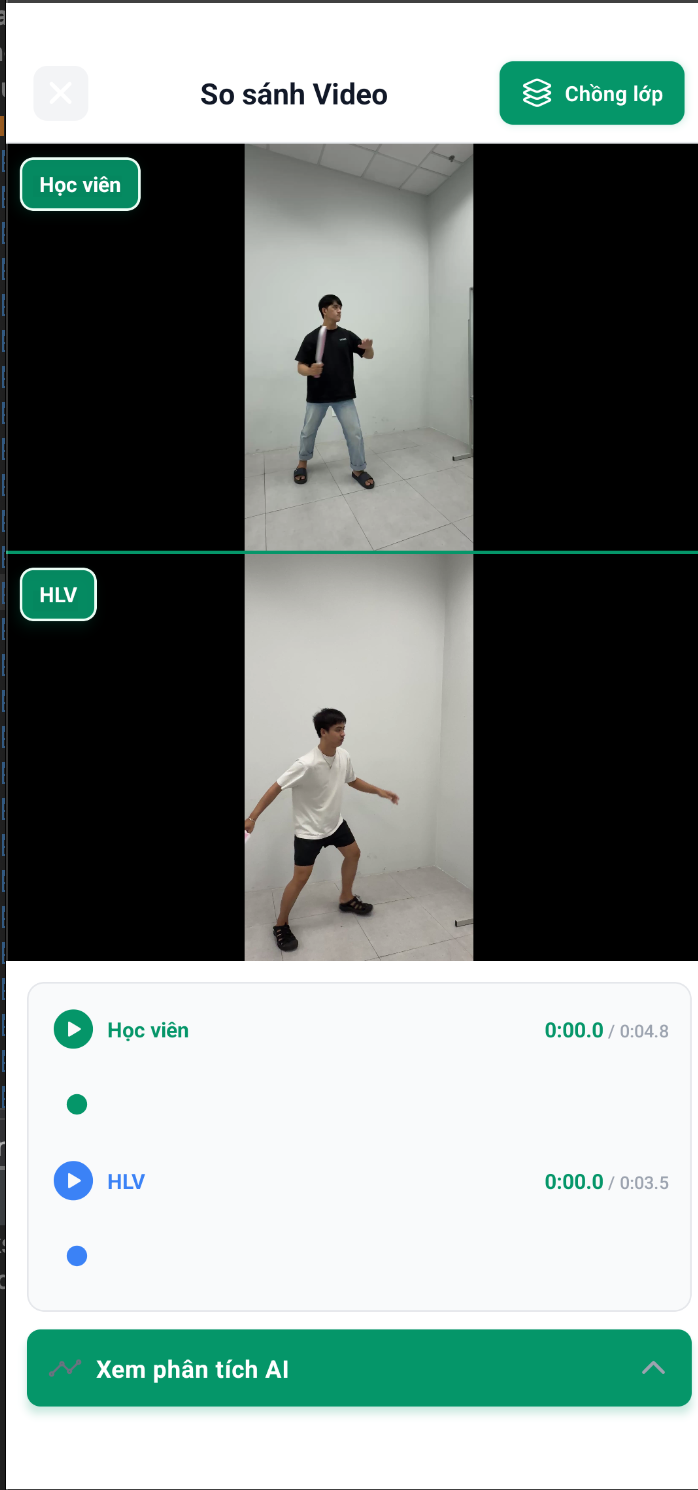 So sánh Video
Chồng lớp
Học viên
HLV
Học viên
0:00.0 / 0:04.8
HLV
0:00.0 / 0:03.5
Xem phân tích AI